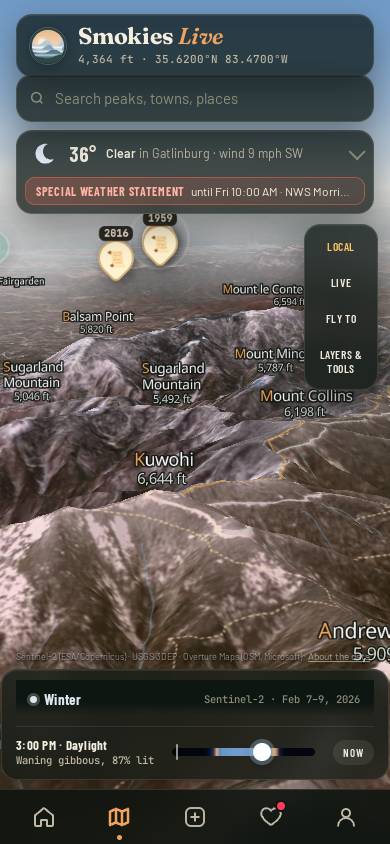 Smokies Live
4,364 ft · 35.6200°N 83.4700°W
Search peaks, towns, places
36° Clear in Gatlinburg · wind 9 mph SW
SPECIAL WEATHER STATEMENT until Fri 10:00 AM · NWS Morri...
2016
1959
LOCAL
LIVE
FLY TO
LAYERS &
TOOLS
Fairgarden
Mount le Conte
6,594 ft
Balsam Point
5,820 ft
Mount Ming
5,787 ft
Sugarland
Mountain
5,046 ft
Sugarland
Mountain
5,492 ft
Mount Collins
6,198 ft
Kuwohi
6,644 ft
Andrew
5,909
Sentinel-2 (ESA/Copernicus) · USGS 3DEP · Overture Maps (OSM, Microsoft) · About the
Winter
Sentinel-2 · Feb 7–9, 2026
3:00 PM · Daylight
Waning gibbous, 87% lit
NOW